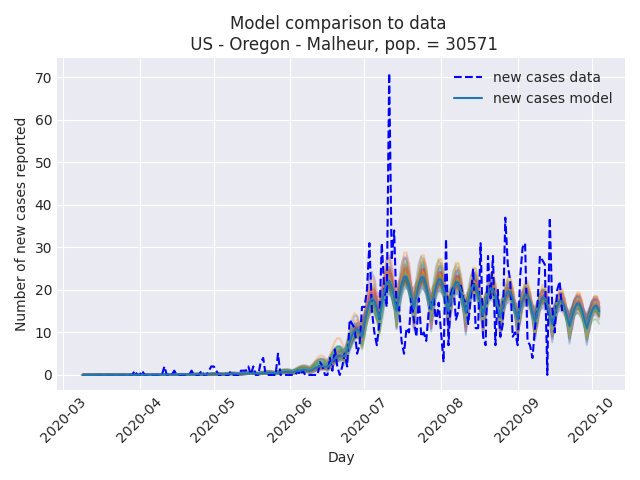 Model comparison to data
US - Oregon - Malheur, pop. = 30571
new cases data
new cases model
Number of new cases reported
70
60
50
40
30
20
10
0
2020-03
2020-04
2020-05
2020-06
2020-07
2020-08
2020-09
2020-10
Day